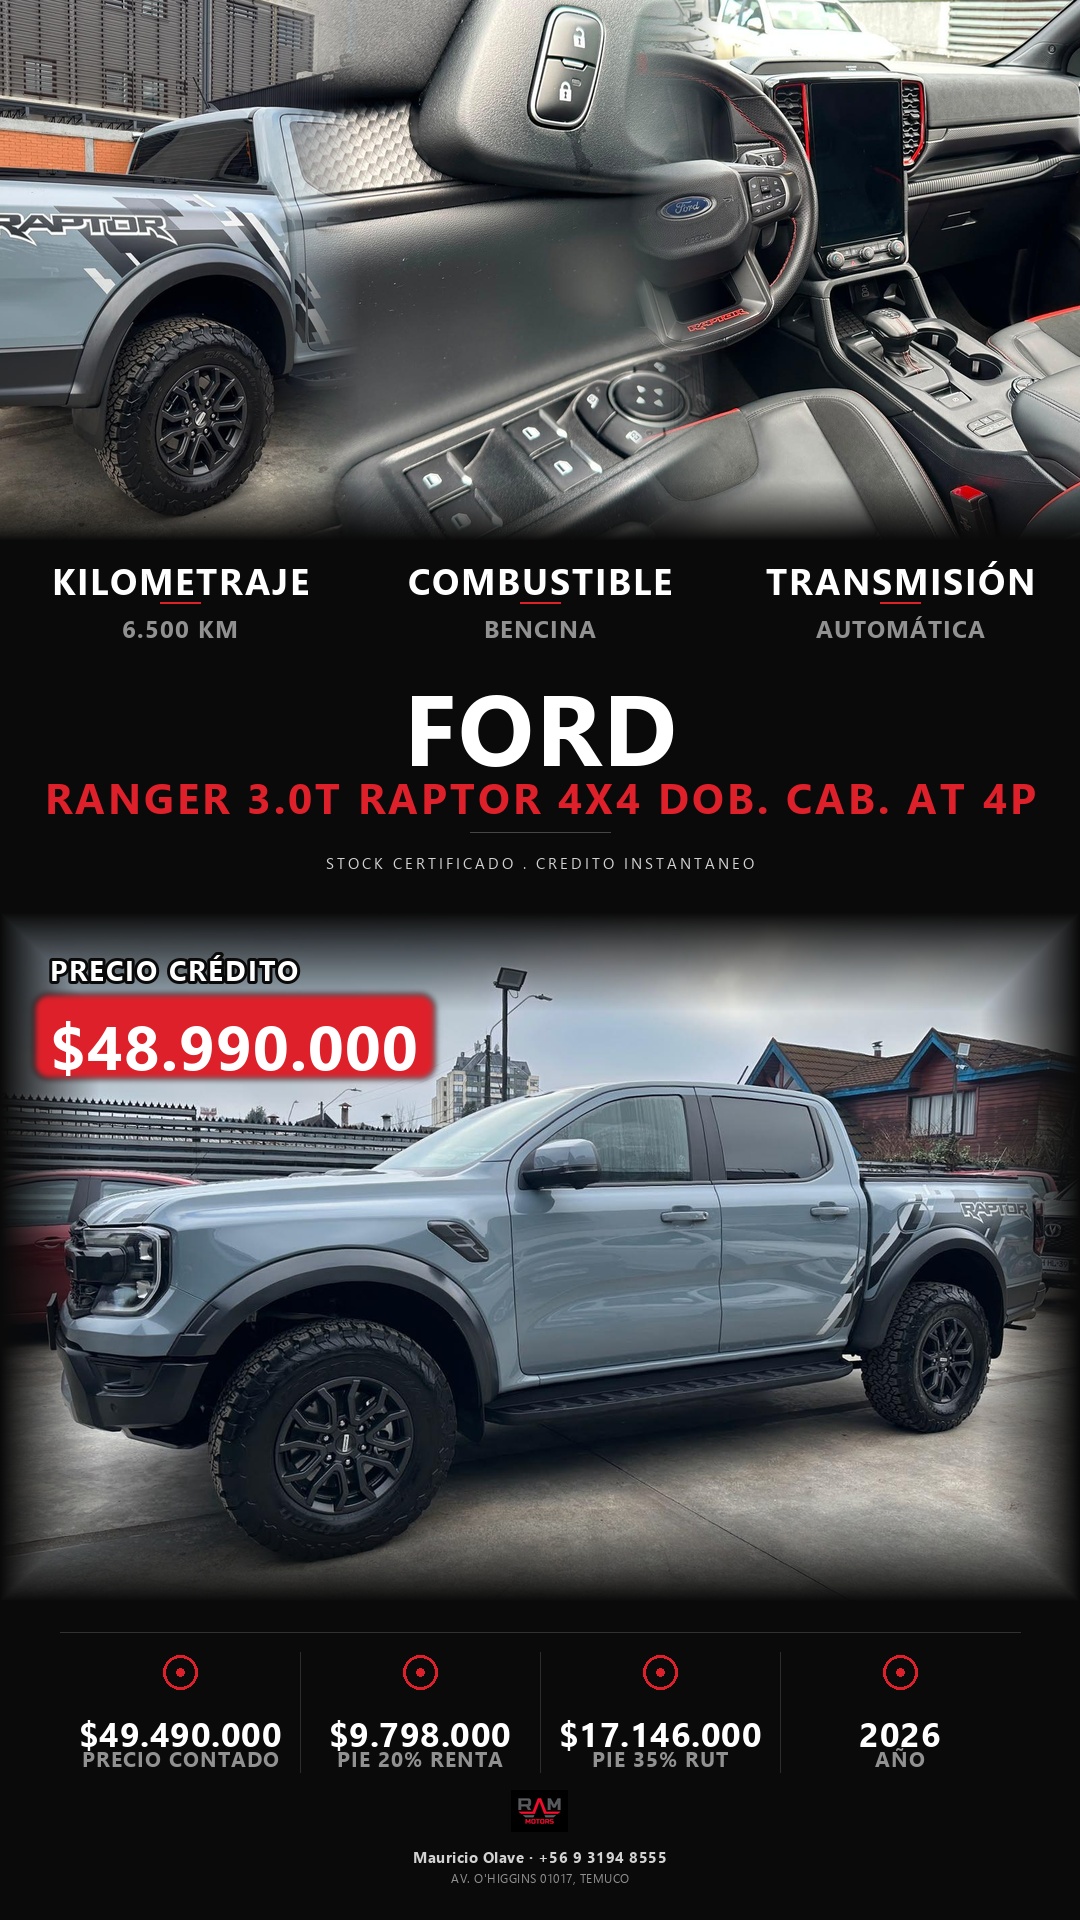 RAPTOR
Ford
RAPTOR
KILOMETRAJE
6.500 KM
COMBUSTIBLE
BENCINA
TRANSMISIÓN
AUTOMÁTICA
FORD
RANGER 3.0T RAPTOR 4X4 DOB. CAB. AT 4P
STOCK CERTIFICADO . CREDITO INSTANTANEO
PRECIO CRÉDITO
$48.990.000
RAPTOR
$49.490.000
PRECIO CONTADO
$9.798.000
PIE 20% RENTA
$17.146.000
PIE 35% RUT
2026
AÑO
RAM
MOTORS
Mauricio Olave · +56 9 3194 8555
AV. O'HIGGINS 01017, TEMUCO